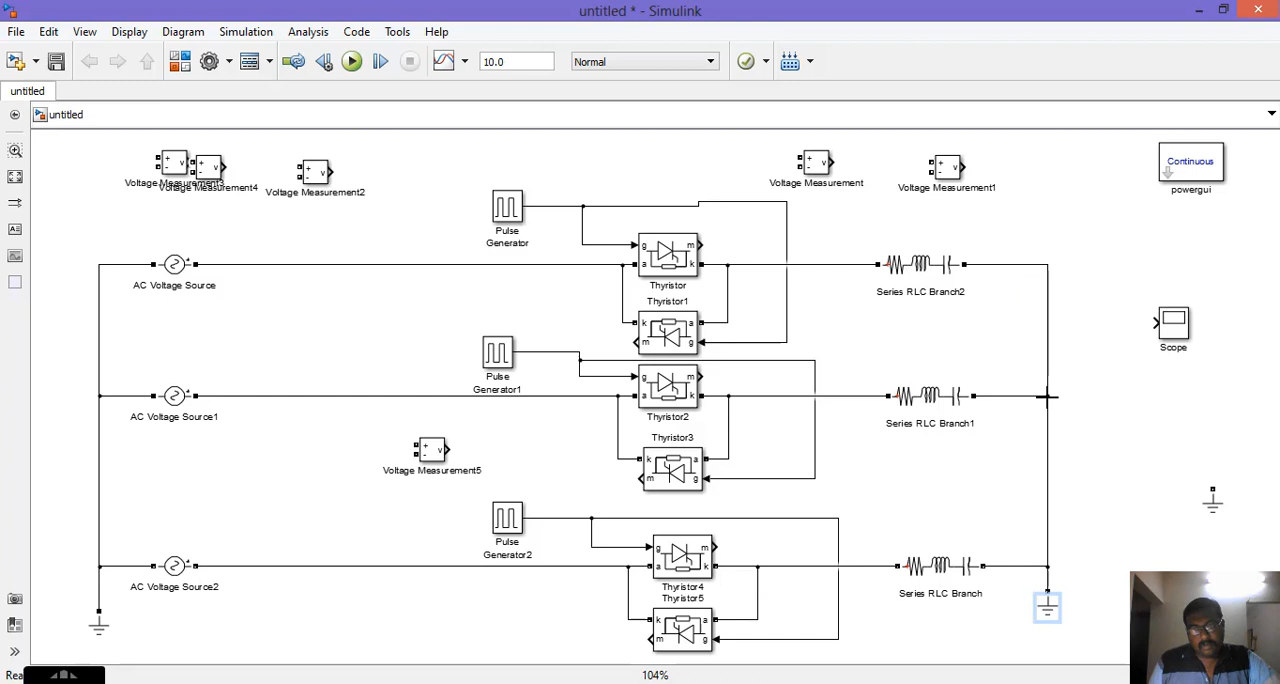 untitled * - Simulink
File Edit View Display Diagram Simulation Analysis Code Tools Help
10.0
Normal
untitled
untitled
+ - v
Voltage Measurement3
+ - v
Voltage Measurement4
+ - v
Voltage Measurement2
+ - v
Voltage Measurement
+ - v
Voltage Measurement1
Continuous
powergui
Pulse
Generator
g m
a k
Thyristor
Thyristor1
k a
m g
AC Voltage Source
Series RLC Branch2
Scope
Pulse
Generator1
g m
a k
Thyristor2
Thyristor3
k a
m g
AC Voltage Source1
Series RLC Branch1
+ - v
Voltage Measurement5
Pulse
Generator2
g m
a k
Thyristor4
Thyristor5
k a
m g
AC Voltage Source2
Series RLC Branch
Rea
104%